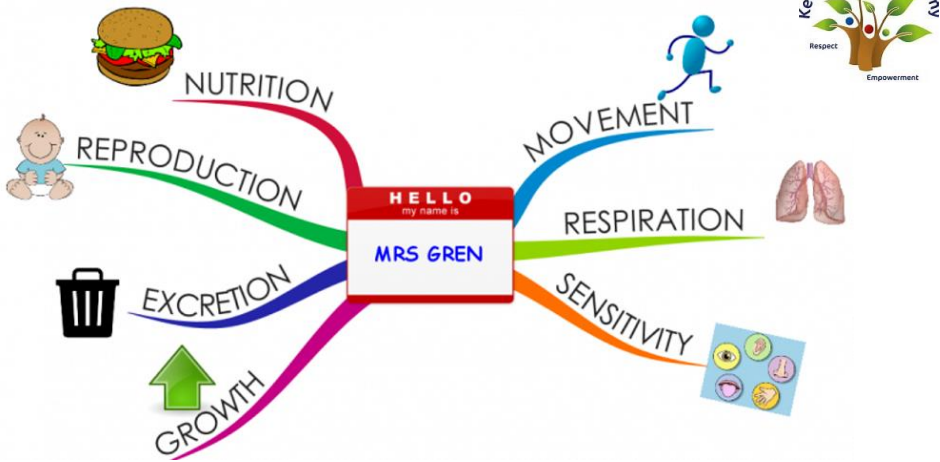 NUTRITION
REPRODUCTION
EXCRETION
GROWTH
HELLO
my name is
MRS GREN
MOVEMENT
RESPIRATION
SENSITIVITY
Respect
Empowerment